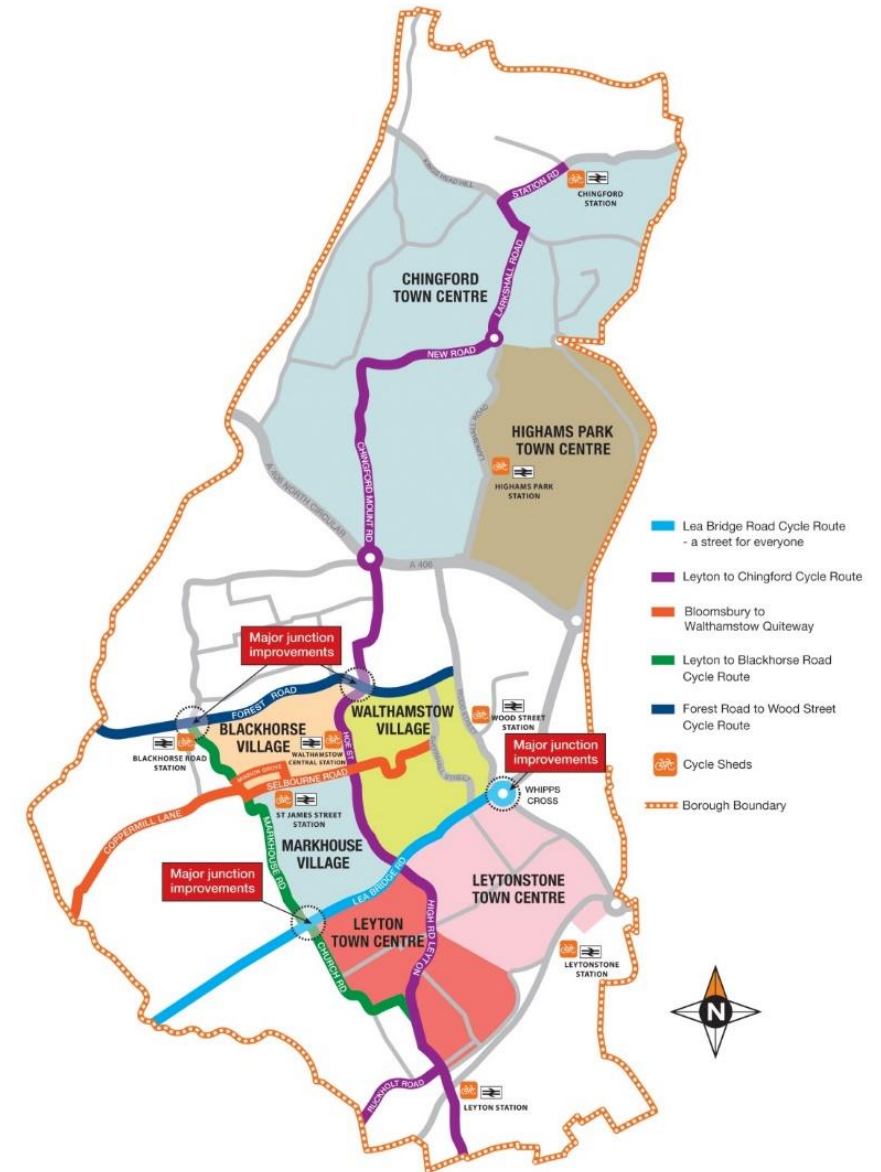 KINGS HEAD HILL
STATION RD
CHINGFORD
STATION
LARKSHALL ROAD
CHINGFORD
TOWN CENTRE
NEW ROAD
LARKSHALL ROAD
HIGHAMS PARK
TOWN CENTRE
HIGHAMS PARK
STATION
CHINGFORD MOUNT RD
A 406 NORTH CIRCULAR
A 406
Lea Bridge Road Cycle Route
- a street for everyone
Leyton to Chingford Cycle Route
Bloomsbury to
Walthamstow Quiteway
Leyton to Blackhorse Road
Cycle Route
Forest Road to Wood Street
Cycle Route
Cycle Sheds
Borough Boundary
Major junction
improvements
FOREST ROAD
BLACKHORSE
VILLAGE
BLACKHORSE ROAD
STATION
WALTHAMSTOW
CENTRAL STATION
HOE ST
WALTHAMSTOW
VILLAGE
WOOD STREET
STATION
Major junction
improvements
WHIPPS
CROSS
SELBOURNE ROAD
COPPERMILL LANE
ST JAMES STREET
STATION
MARKHOUSE RD
MARKHOUSE
VILLAGE
Major junction
improvements
LEA BRIDGE RD
LEYTONSTONE
TOWN CENTRE
LEYTON
TOWN CENTRE
HIGH RD LEYTON
CHURCH RD
LEYTONSTONE
STATION
N
RUCKHOLT ROAD
LEYTON STATION